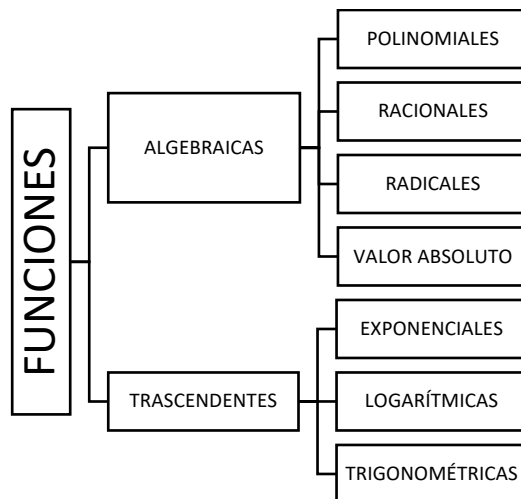 FUNCIONES
ALGEBRAICAS
POLINOMIALES
RACIONALES
RADICALES
VALOR ABSOLUTO
TRASCENDENTES
EXPONENCIALES
LOGARÍTMICAS
TRIGONOMÉTRICAS